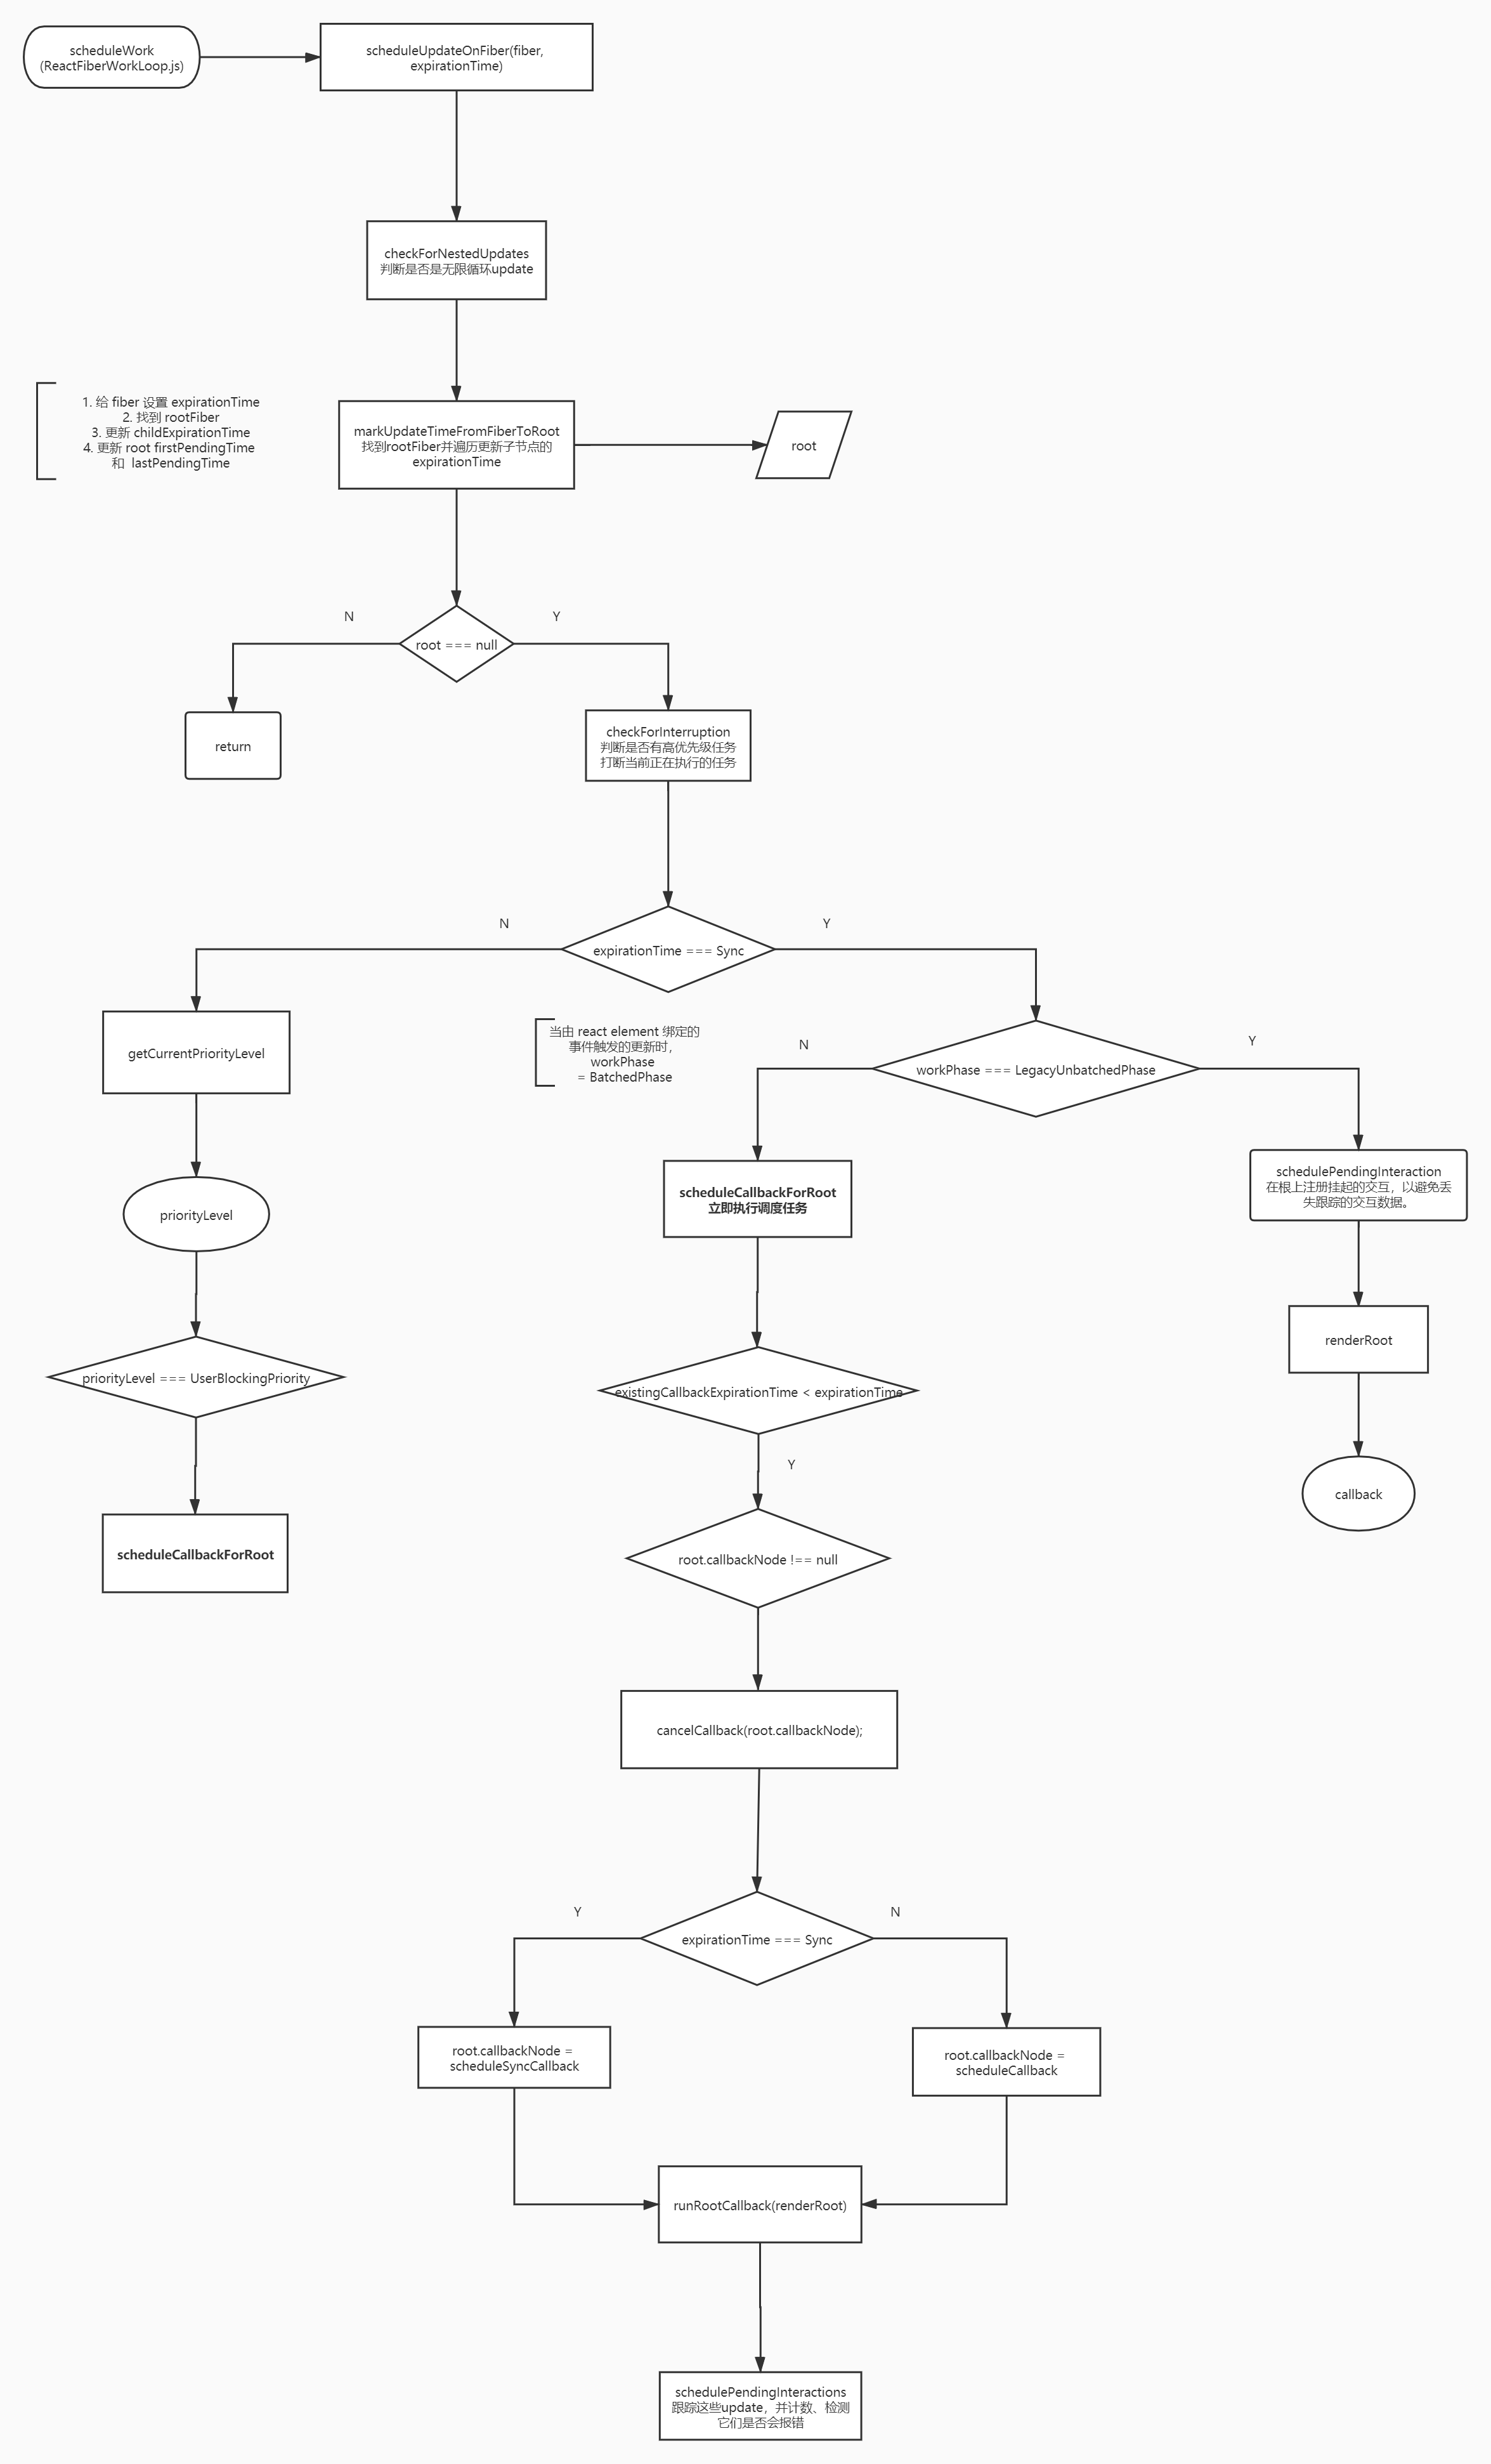 scheduleWork
(ReactFiberWorkLoop.js)
scheduleUpdateOnFiber(fiber,
expirationTime)
checkForNestedUpdates
判断是否是无限循环update
1. 给 fiber 设置 expirationTime
2. 找到 rootFiber
3. 更新 childExpirationTime
4. 更新 root firstPendingTime
和 lastPendingTime
markUpdateTimeFromFiberToRoot
找到rootFiber并遍历更新子节点的
expirationTime
root
N
Y
root === null
return
checkForInterruption
判断是否有高优先级任务
打断当前正在执行的任务
N
Y
expirationTime === Sync
getCurrentPriorityLevel
当由 react element 绑定的
事件触发的更新时,
workPhase
= BatchedPhase
N
Y
workPhase === LegacyUnbatchedPhase
priorityLevel
scheduleCallbackForRoot
立即执行调度任务
schedulePendingInteraction
在根上注册挂起的交互，以避免丢
失跟踪的交互数据。
renderRoot
priorityLevel === UserBlockingPriority
existingCallbackExpirationTime < expirationTime
Y
callback
scheduleCallbackForRoot
root.callbackNode !== null
cancelCallback(root.callbackNode);
Y
N
expirationTime === Sync
root.callbackNode =
scheduleSyncCallback
root.callbackNode =
scheduleCallback
runRootCallback(renderRoot)
schedulePendingInteractions
跟踪这些update，并计数、检测
它们是否会报错